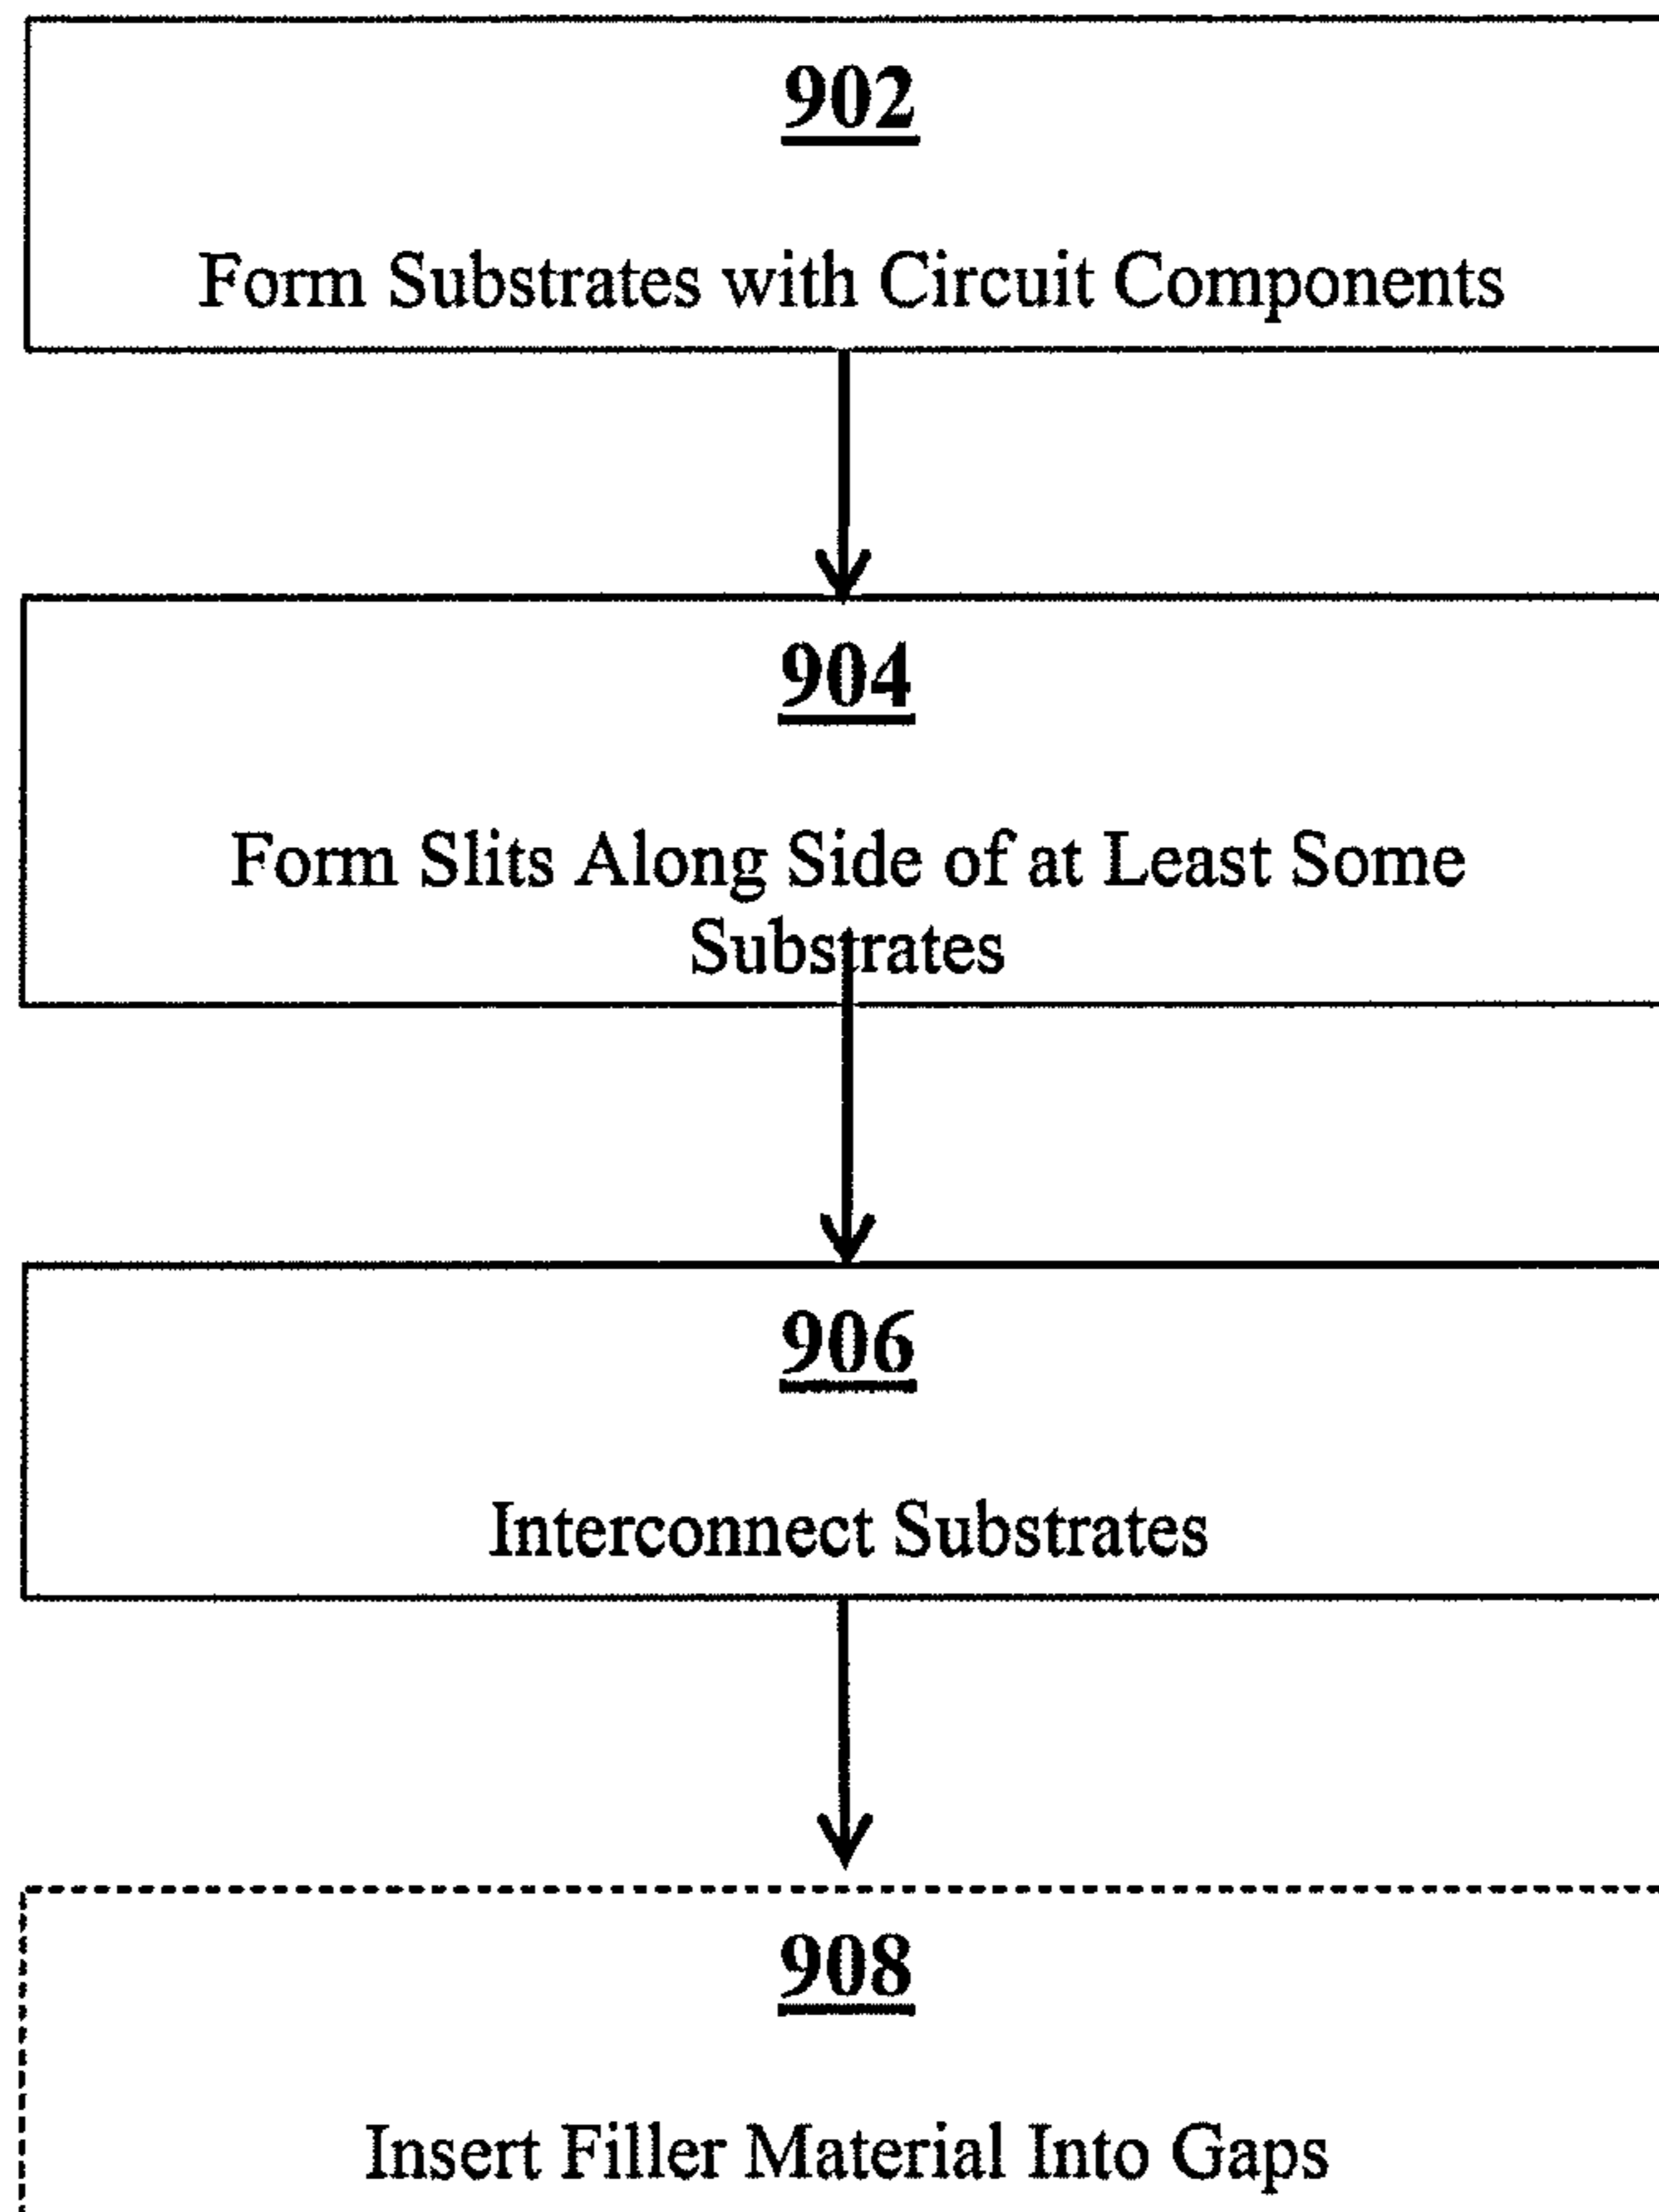 902
Form Substrates with Circuit Components
904
Form Slits Along Side of at Least Some
Substrates
906
Interconnect Substrates
908
Insert Filler Material Into Gaps